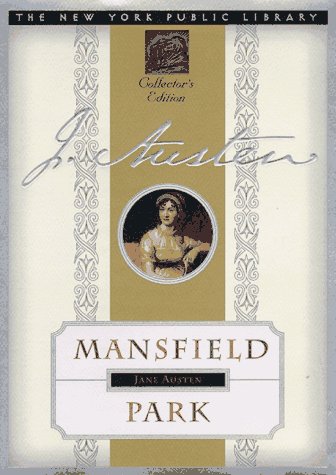 THE NEW YORK PUBLIC LIBRARY
Collector's
Edition
J. Austen
MANSFIELD
JANE AUSTEN
PARK